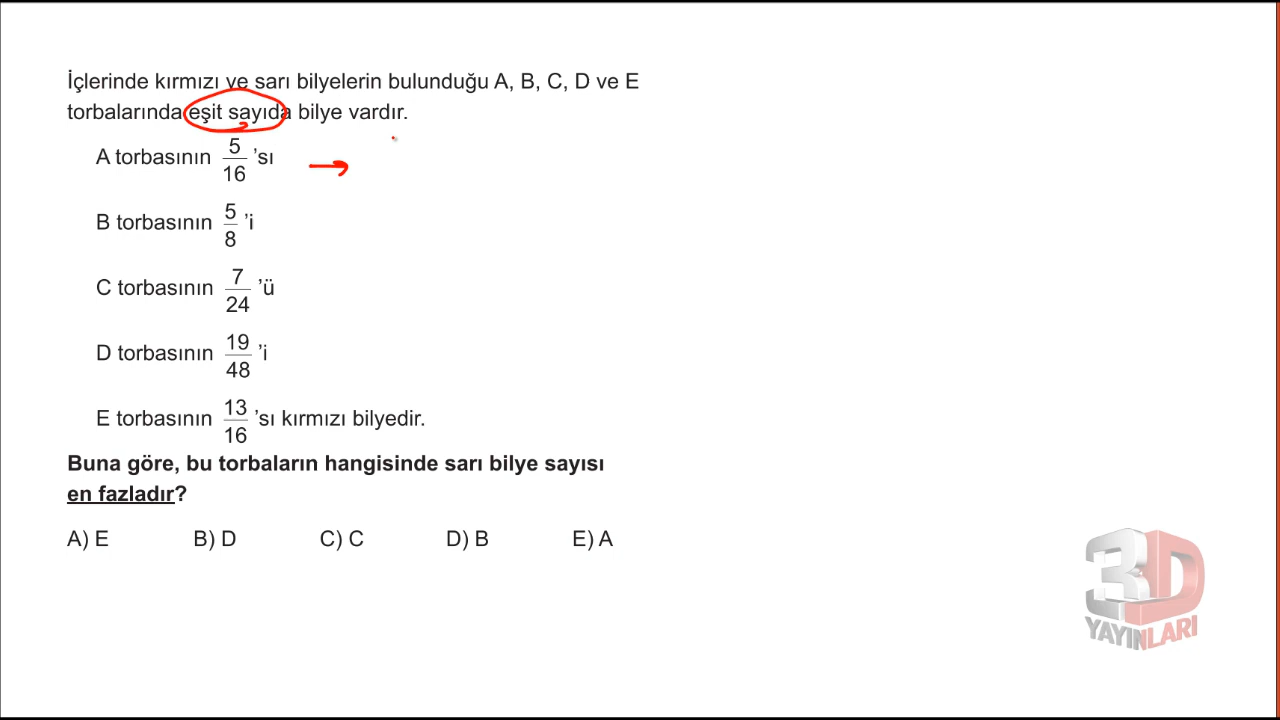 İçlerinde kırmızı ve sarı bilyelerin bulunduğu A, B, C, D ve E
torbalarında eşit sayıda bilye vardır.
A torbasının 5/16 ’sı
B torbasının 5/8 ’i
C torbasının 7/24 ’ü
D torbasının 19/48 ’i
E torbasının 13/16 ’sı kırmızı bilyedir.
Buna göre, bu torbaların hangisinde sarı bilye sayısı
en fazladır?
A) E B) D C) C D) B E) A
3D
YAYINLARI